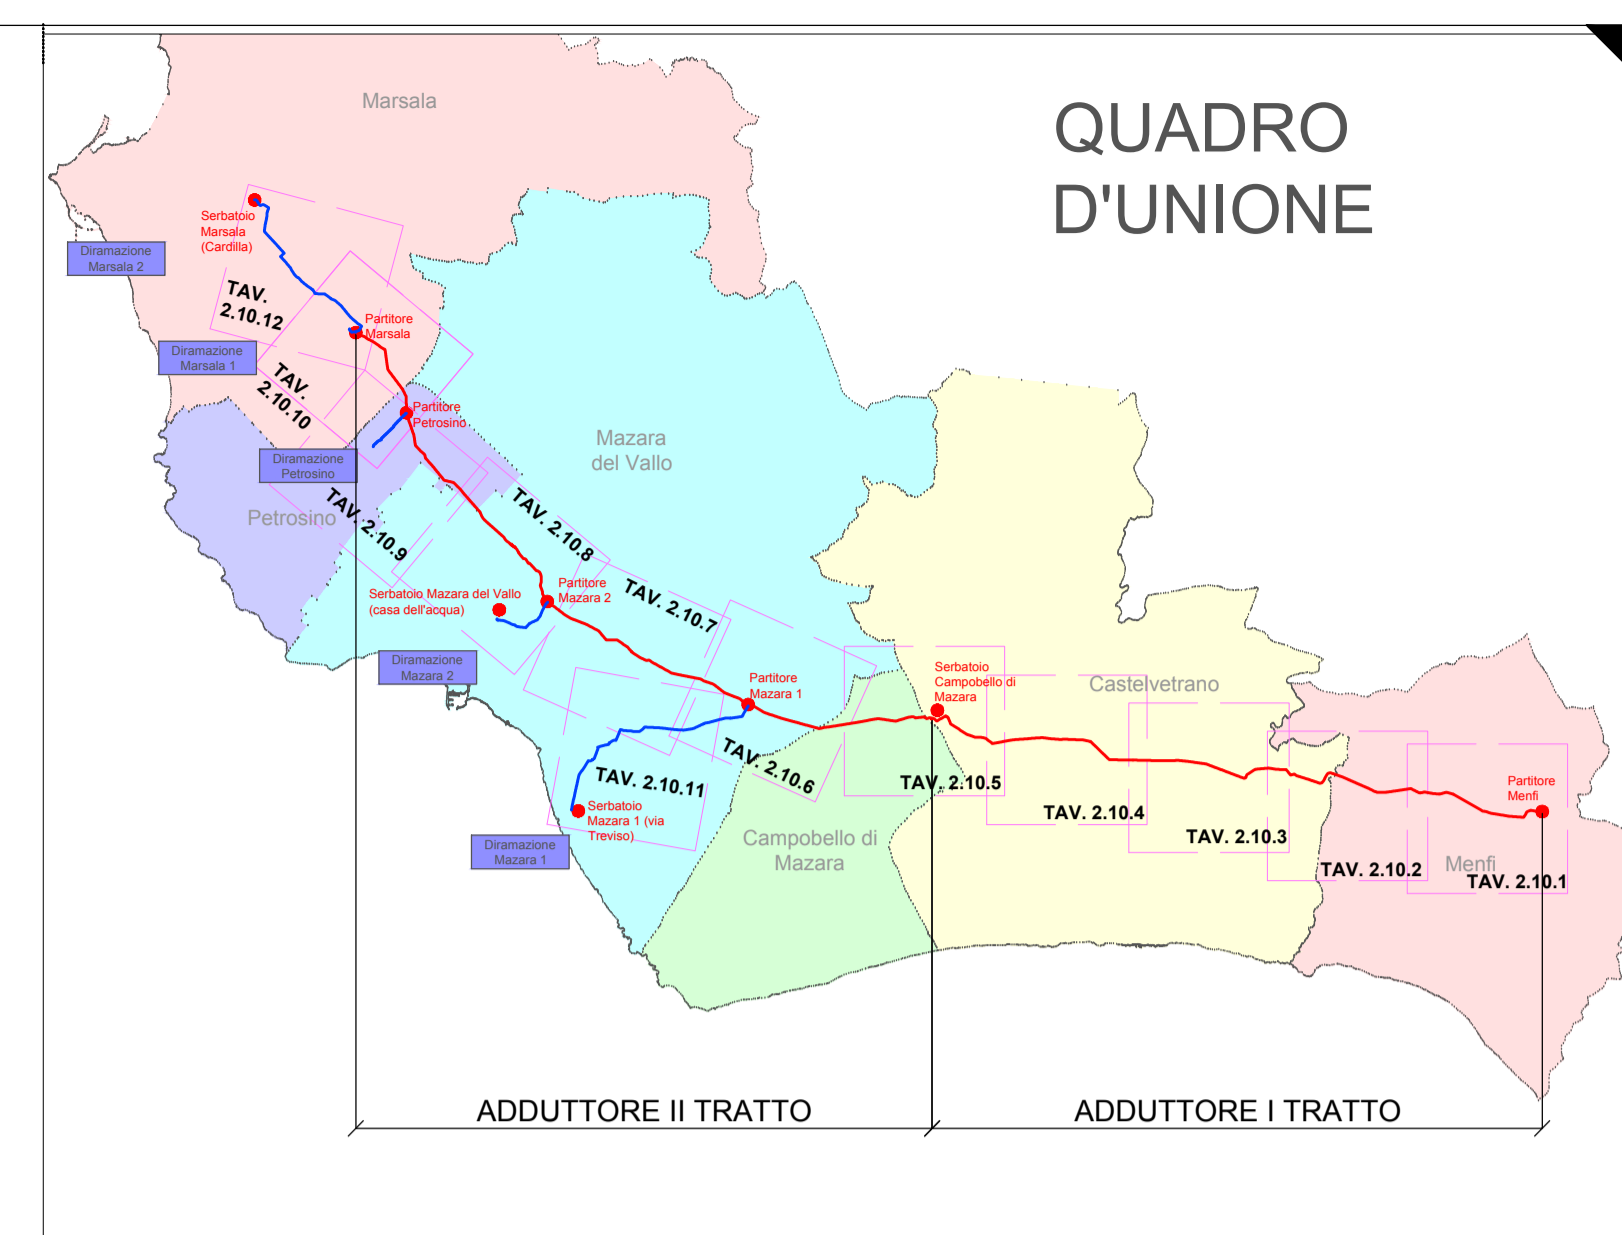 QUADRO
D'UNIONE
Marsala
Serbatoio
Marsala
(Cardilla)
Diramazione
Marsala 2
TAV.
2.10.12
Partitore
Marsala
Diramazione
Marsala 1
TAV.
2.10.10
Partitore
Petrosino
Diramazione
Petrosino
Mazara
del Vallo
Petrosino
TAV. 2.10.9
TAV. 2.10.8
Serbatoio Mazara del Vallo
(casa dell'acqua)
Partitore
Mazara 2
TAV. 2.10.7
Diramazione
Mazara 2
Partitore
Mazara 1
Serbatoio
Campobello di
Mazara
Castelvetrano
TAV. 2.10.6
TAV. 2.10.11
TAV. 2.10.5
Serbatoio
Mazara 1 (via
Treviso)
Diramazione
Mazara 1
Campobello di
Mazara
TAV. 2.10.4
TAV. 2.10.3
Partitore
Menfi
TAV. 2.10.2
Menfi
TAV. 2.10.1
ADDUTTORE II TRATTO
ADDUTTORE I TRATTO